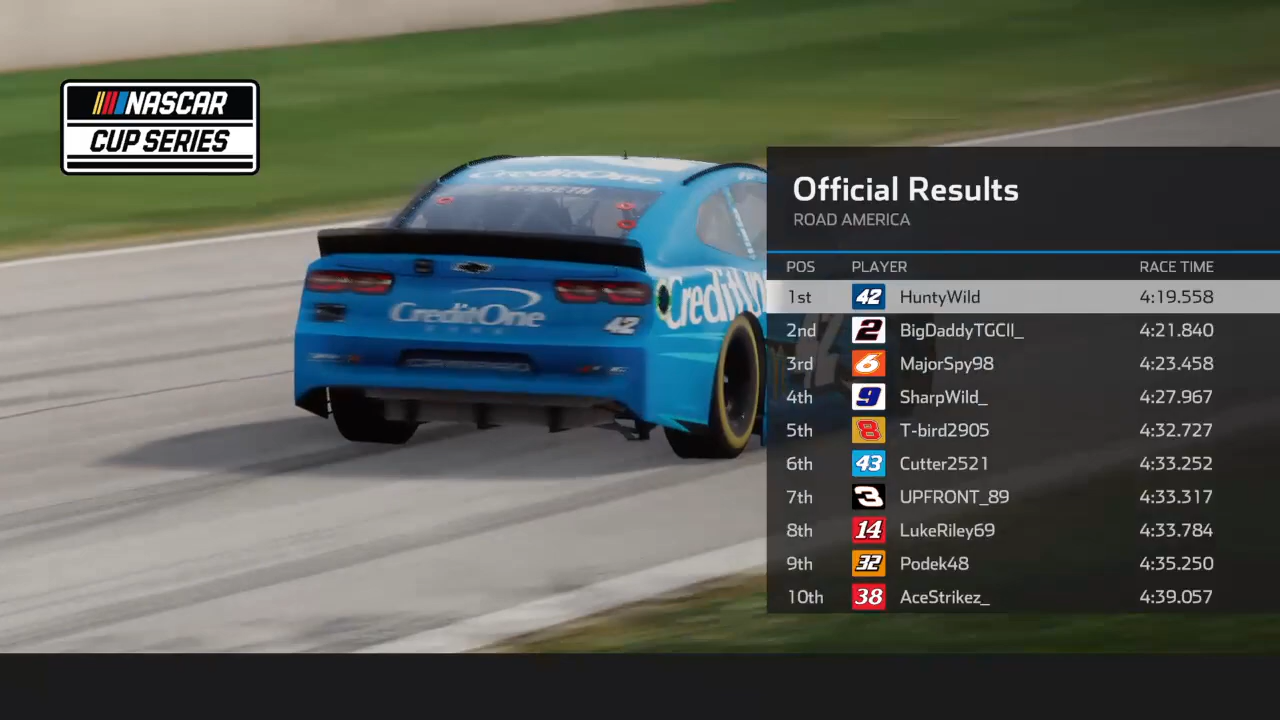 NASCAR
CUP SERIES
CreditOne
KENSETH
CreditOne
42
CreditOne
Official Results
ROAD AMERICA
POS PLAYER RACE TIME
1st 42 HuntyWild 4:19.558
2nd 2 BigDaddyTGCII_ 4:21.840
3rd 6 MajorSpy98 4:23.458
4th 9 SharpWild_ 4:27.967
5th 8 T-bird2905 4:32.727
6th 43 Cutter2521 4:33.252
7th 3 UPFRONT_89 4:33.317
8th 14 LukeRiley69 4:33.784
9th 32 Podek48 4:35.250
10th 38 AceStrikez_ 4:39.057